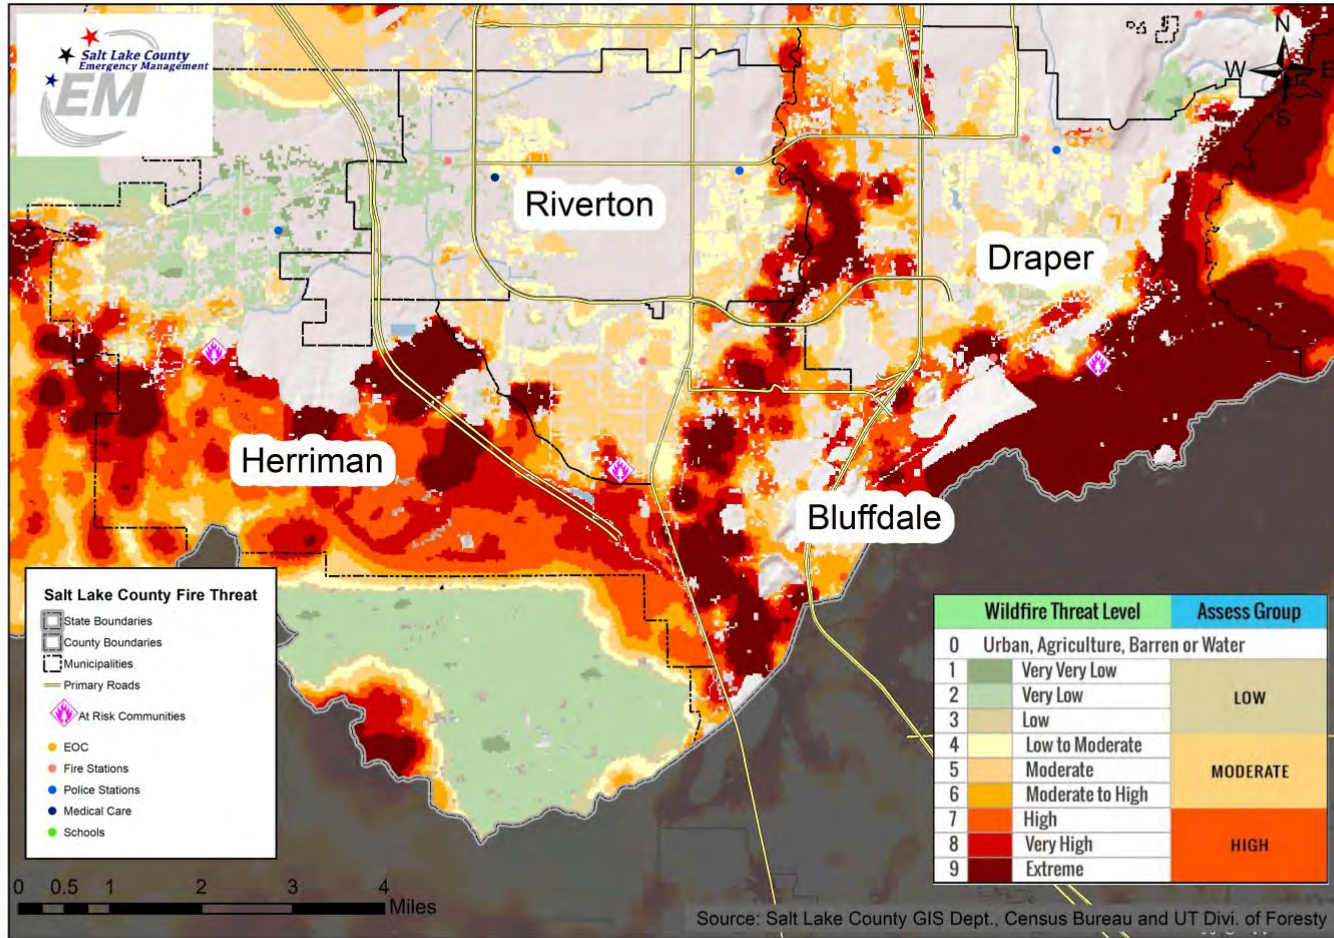 Salt Lake County
Emergency Management
EM
N
W
E
S
Riverton
Draper
Herriman
Bluffdale
Salt Lake County Fire Threat
State Boundaries
County Boundaries
Municipalities
Primary Roads
At Risk Communities
EOC
Fire Stations
Police Stations
Medical Care
Schools
Wildfire Threat Level Assess Group
0 Urban, Agriculture, Barren or Water
1 Very Very Low
2 Very Low
LOW
3 Low
4 Low to Moderate
5 Moderate
MODERATE
6 Moderate to High
7 High
8 Very High
HIGH
9 Extreme
0 0.5 1 2 3 4
Miles
Source: Salt Lake County GIS Dept., Census Bureau and UT Divi. of Foresty